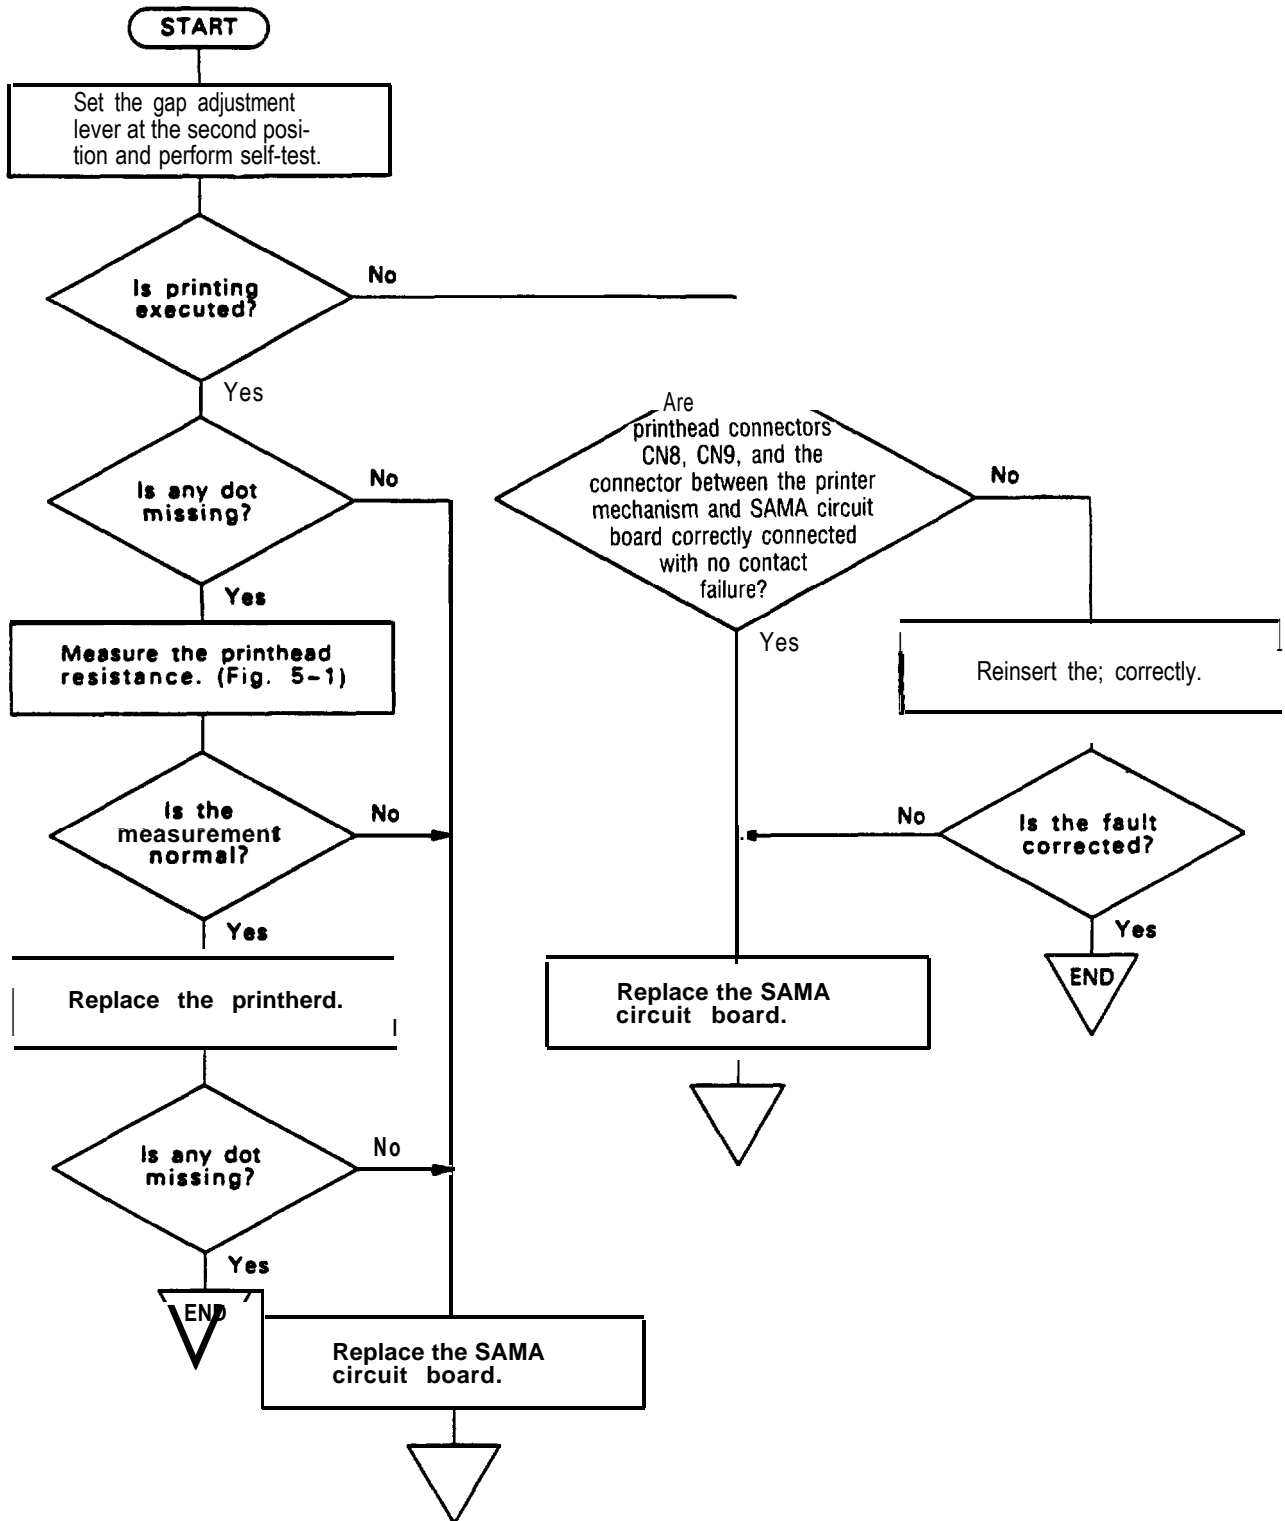 START
Set the gap adjustment
lever at the second posi-
tion and perform self-test.
Is printing
executed?
No
Yes
Is any dot
missing?
No
Yes
Measure the printhead
resistance. (Fig. 5-1)
Is the
measurement
normal?
No
Yes
Replace the printherd.
Is any dot
missing?
No
Yes
END
Replace the SAMA
circuit board.
Are
printhead connectors
CN8, CN9, and the
connector between the printer
mechanism and SAMA circuit
board correctly connected
with no contact
failure?
No
Yes
Reinsert the; correctly.
Is the fault
corrected?
No
Yes
END
Replace the SAMA
circuit board.